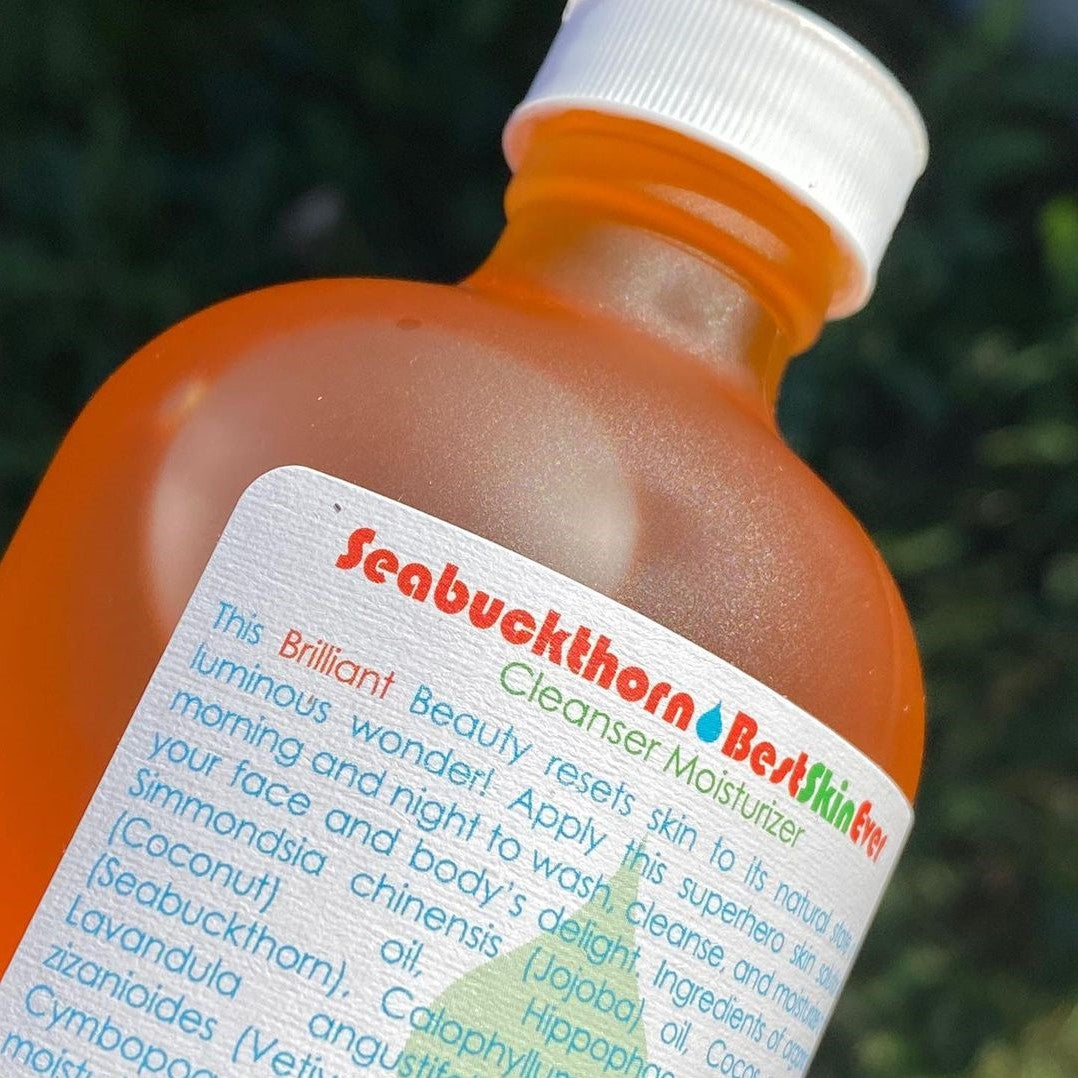 Seabuckthorn BestSkinEver
Cleanser Moisturizer
This Brilliant Beauty resets skin to its natural state,
luminous wonder! Apply this superhero skin
morning and night to wash, cleanse, and moisturize
your face and body's delight. Ingredients of
Simmondsia chinensis (Jojoba) oil, Cocos
(Coconut) oil, Hippophae
(Seabuckthorn), Calophyllum
Lavandula
zizanioides